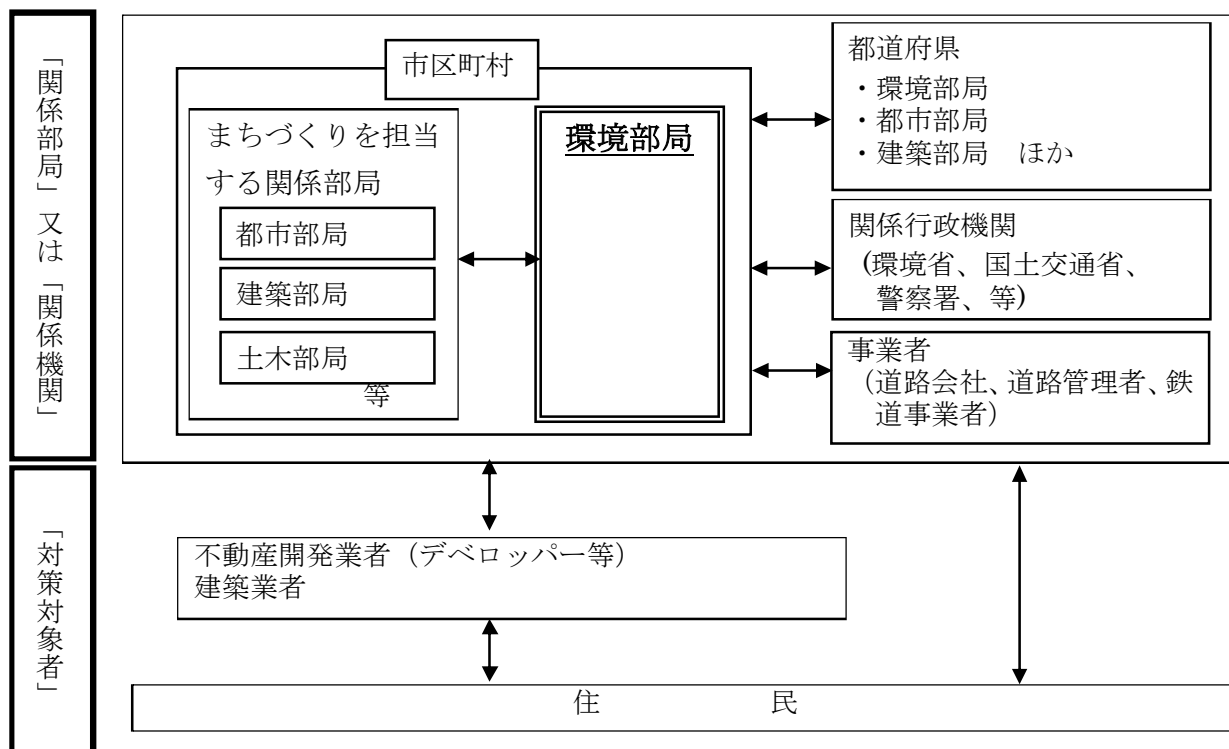 「関係部局」又は「関係機関」
市区町村
まちづくりを担当
する関係部局
都市部局
建築部局
土木部局
等
環境部局
都道府県
・環境部局
・都市部局
・建築部局　ほか
関係行政機関
(環境省、国土交通省、
警察署、等)
事業者
（道路会社、道路管理者、鉄
道事業者）
「対策対象者」
不動産開発業者（デベロッパー等）
建築業者
住　民